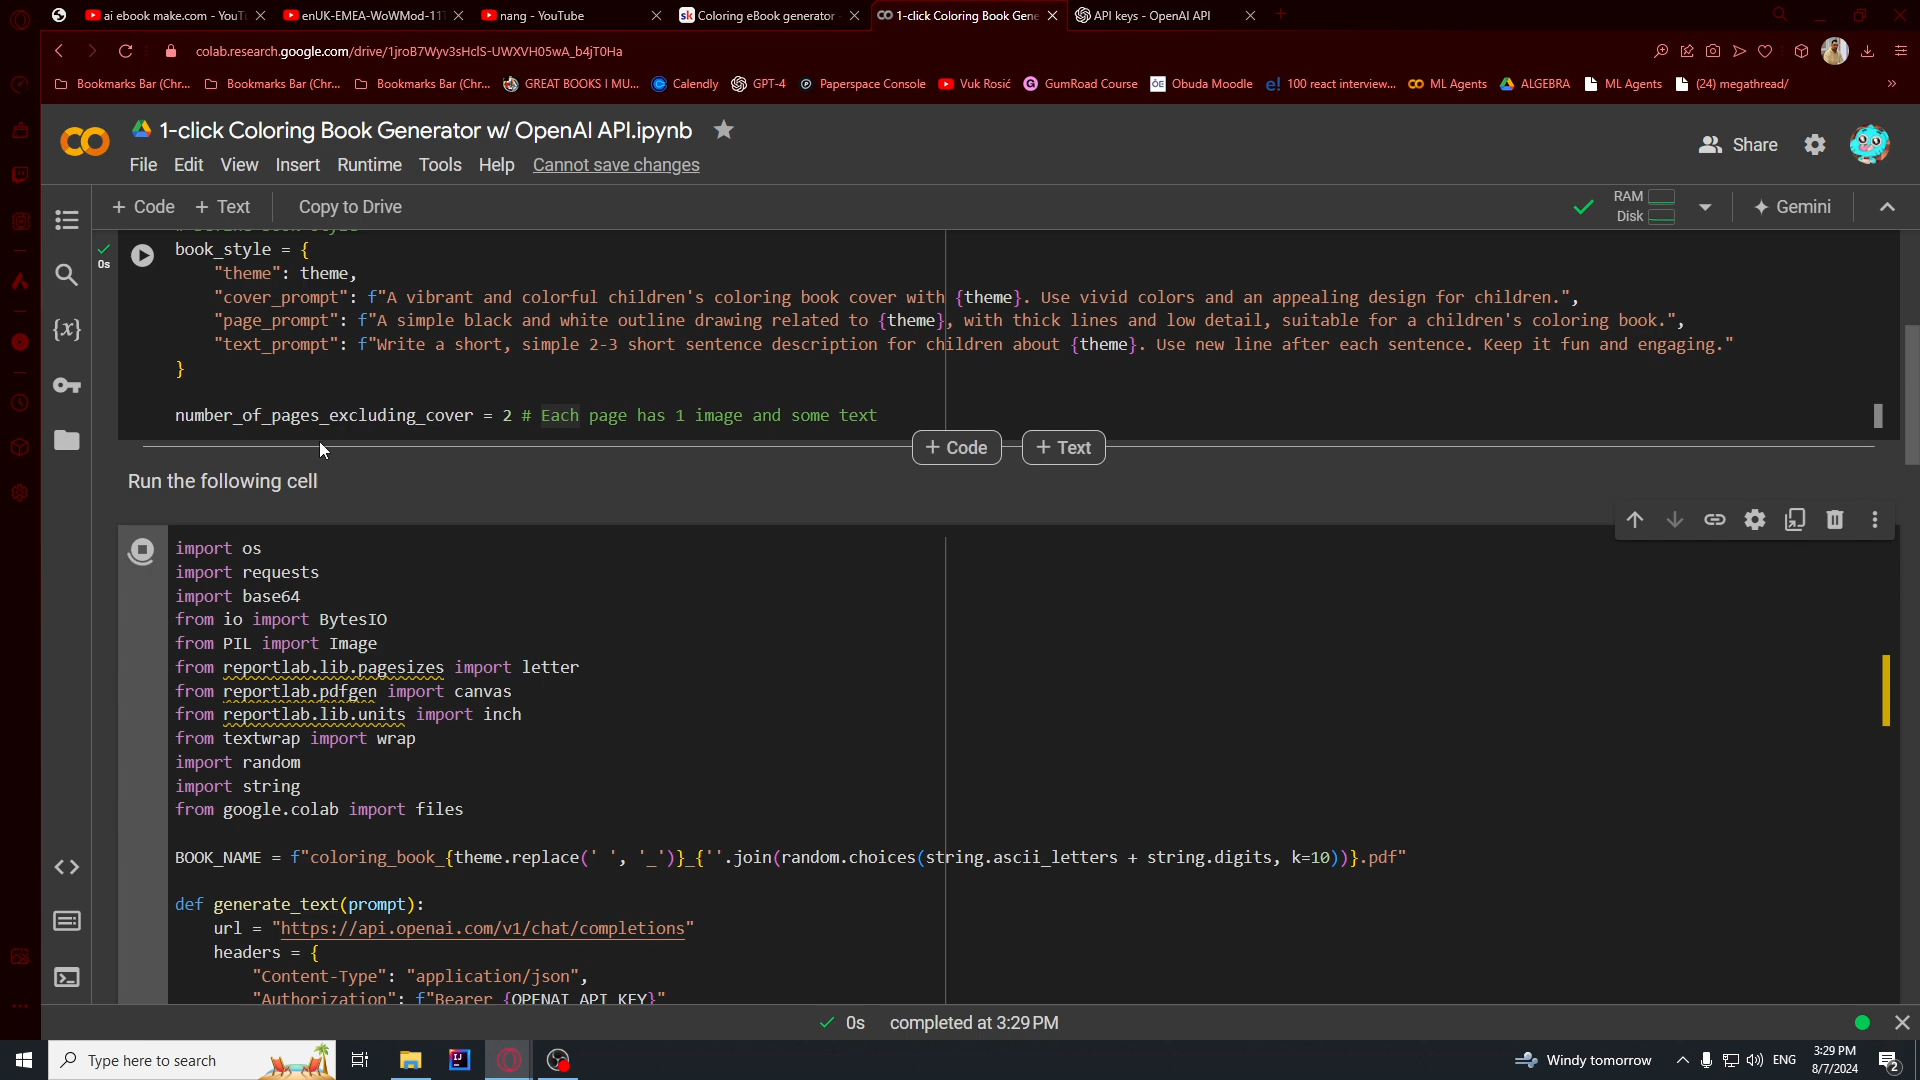 ai ebook make.com - YouT
enUK-EMEA-WoWMod-11
nang - YouTube
Coloring eBook generator
1-click Coloring Book Gene
API keys - OpenAI API
colab.research.google.com/drive/1jroB7Wyv3sHclS-UWXVH05wA_b4jT0Ha
Bookmarks Bar (Chr...
Bookmarks Bar (Chr...
Bookmarks Bar (Chr...
GREAT BOOKS I MU...
Calendly
GPT-4
Paperspace Console
Vuk Rosić
GumRoad Course
Obuda Moodle
100 react interview...
ML Agents
ALGEBRA
ML Agents
(24) megathread/
1-click Coloring Book Generator w/ OpenAI API.ipynb
Share
File Edit View Insert Runtime Tools Help Cannot save changes
+ Code + Text Copy to Drive
RAM
Disk
Gemini
book_style = {
"theme": theme,
"cover_prompt": f"A vibrant and colorful children's coloring book cover with {theme}. Use vivid colors and an appealing design for children.",
"page_prompt": f"A simple black and white outline drawing related to {theme}, with thick lines and low detail, suitable for a children's coloring book.",
"text_prompt": f"Write a short, simple 2-3 short sentence description for children about {theme}. Use new line after each sentence. Keep it fun and engaging."
}
0s
number_of_pages_excluding_cover = 2 # Each page has 1 image and some text
+ Code
+ Text
Run the following cell
import os
import requests
import base64
from io import BytesIO
from PIL import Image
from reportlab.lib.pagesizes import letter
from reportlab.pdfgen import canvas
from reportlab.lib.units import inch
from textwrap import wrap
import random
import string
from google.colab import files
BOOK_NAME = f"coloring_book_{theme.replace(' ', '_')}_{''.join(random.choices(string.ascii_letters + string.digits, k=10))}.pdf"
def generate_text(prompt):
url = "https://api.openai.com/v1/chat/completions"
headers = {
"Content-Type": "application/json",
"Authorization": f"Bearer {OPENAI_API_KEY}"
0s completed at 3:29 PM
Type here to search
Windy tomorrow
ENG
3:29 PM
8/7/2024
2